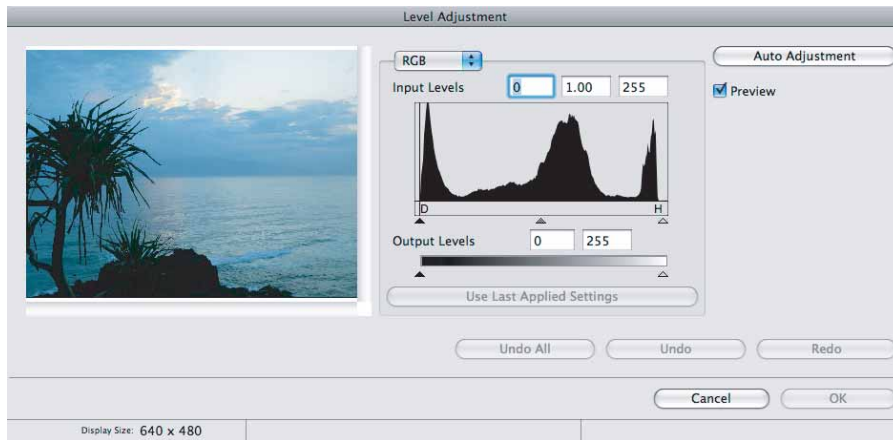 Level Adjustment
RGB
Auto Adjustment
Input Levels 0 1.00 255
Preview
D H
Output Levels 0 255
Use Last Applied Settings
Undo All Undo Redo
Cancel OK
Display Size: 640 x 480